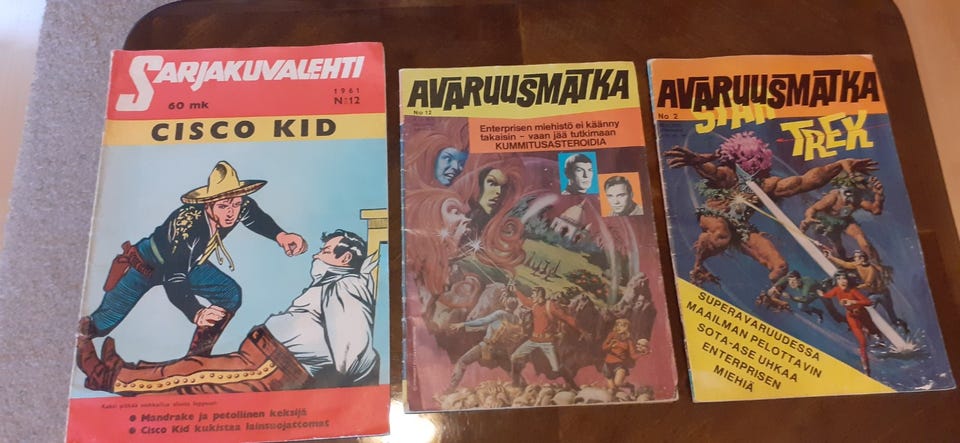 SARJAKUVALEHTI
60 mk
1961
N:o 12
CISCO KID
Kaksi pitkää seikkailua alusta loppuun:
● Mandrake ja petollinen keksijä
● Cisco Kid kukistaa lainsuojattomat
AVARUUSMATKA
No 12
Enterprisen miehistö ei käänny
takaisin - vaan jää tutkimaan
KUMMITUSASTEROIDIA
AVARUUSMATKA
No 2
STAR
TREK
SUPERAVARUUDESSA
MAAILMAN PELOTTAVIN
SOTA-ASE UHKAA
ENTERPRISEN
MIEHIÄ